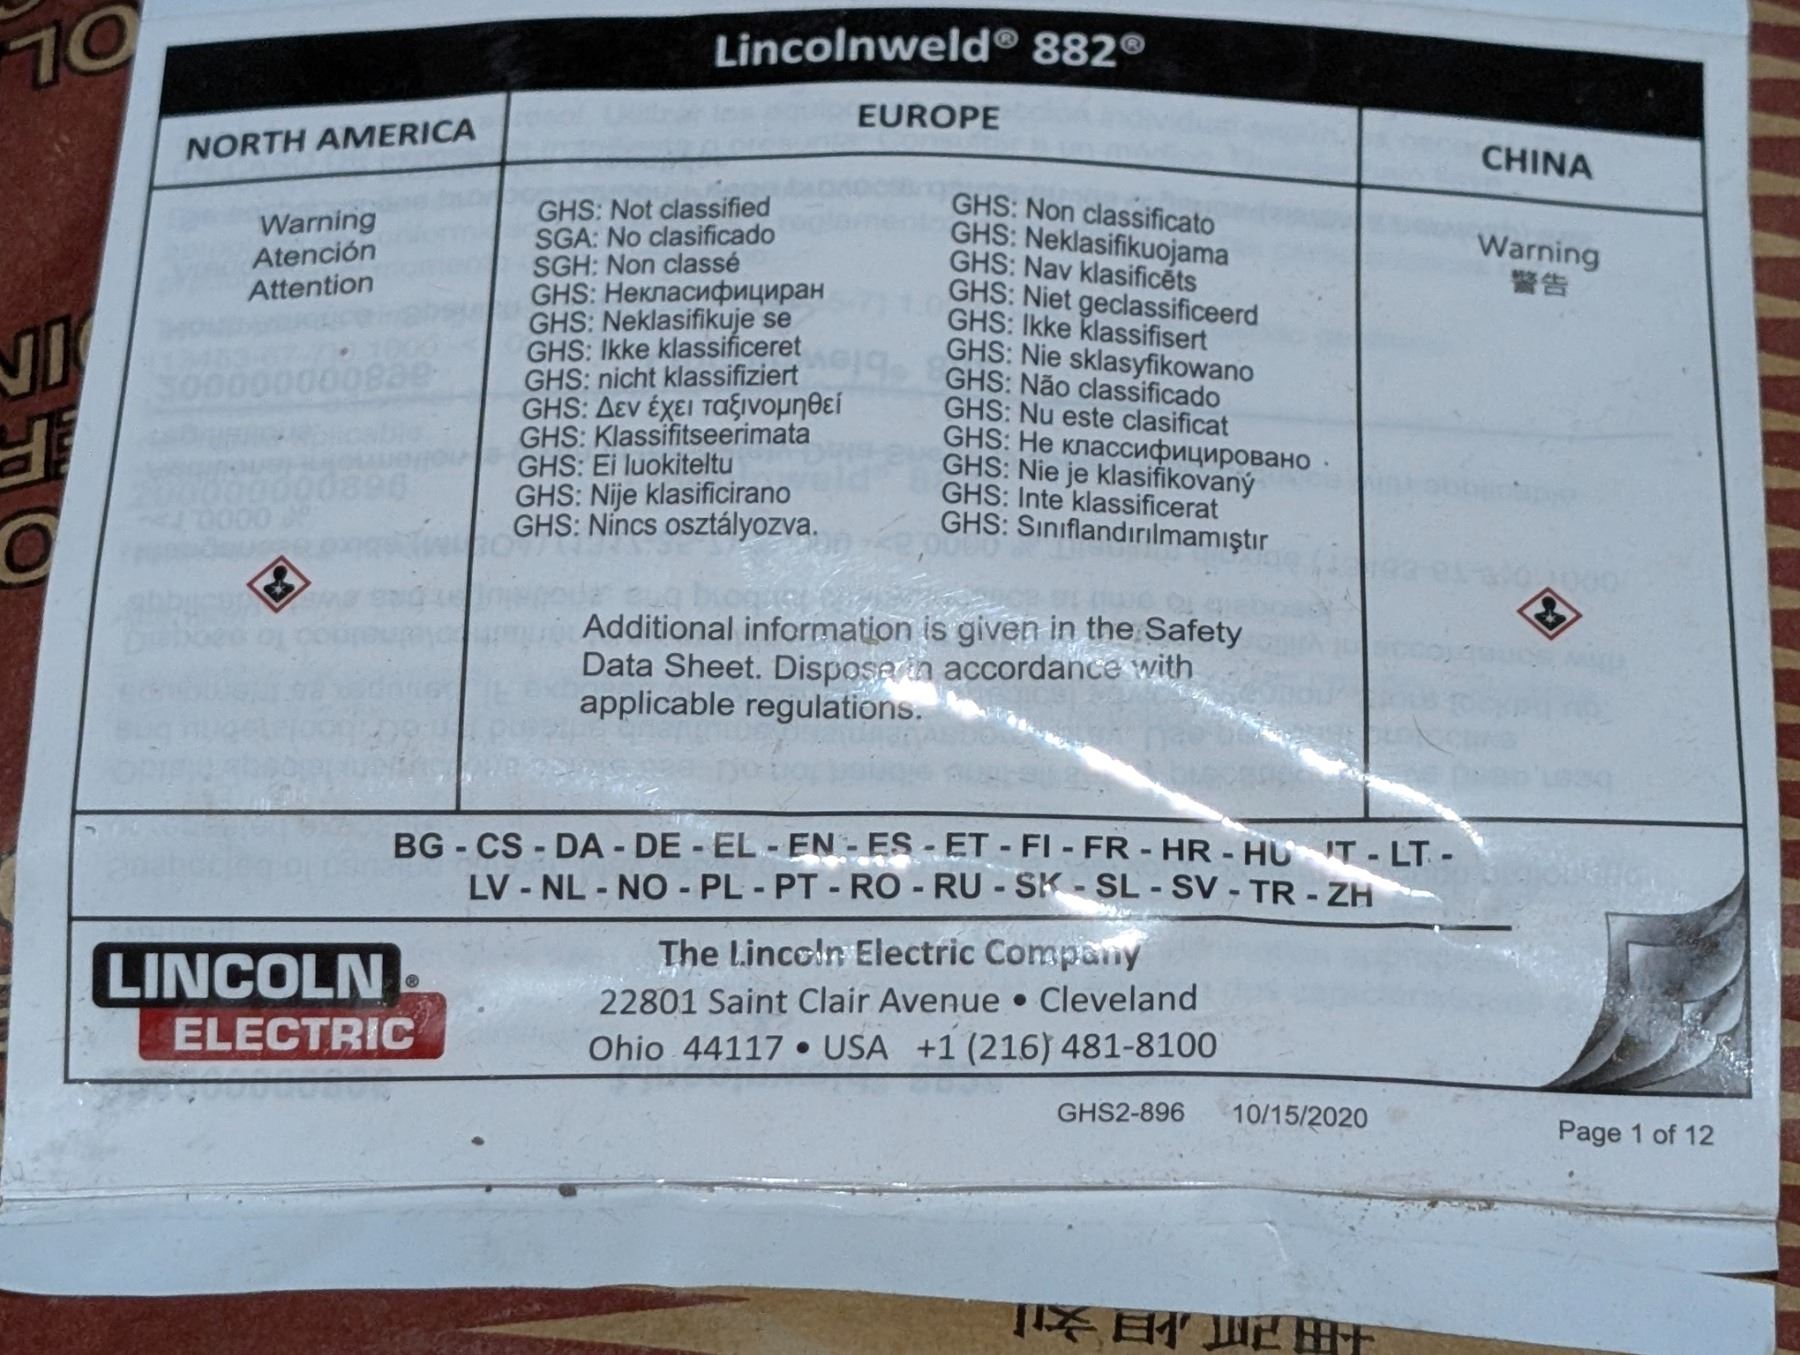 Lincolnweld® 882®
NORTH AMERICA
Warning
Atención
Attention
EUROPE
GHS: Not classified
SGA: No clasificado
SGH: Non classé
GHS: Некласифициран
GHS: Neklasifikuje se
GHS: Ikke klassificeret
GHS: nicht klassifiziert
GHS: Δεν έχει ταξινομηθεί
GHS: Klassifitseerimata
GHS: Ei luokiteltu
GHS: Nije klasificirano
GHS: Nincs osztályozva.
GHS: Non classificato
GHS: Neklasifikuojama
GHS: Nav klasificēts
GHS: Niet geclassificeerd
GHS: Ikke klassifisert
GHS: Nie sklasyfikowano
GHS: Não classificado
GHS: Nu este clasificat
GHS: Не классифицировано
GHS: Nie je klasifikovaný
GHS: Inte klassificerat
GHS: Sınıflandırılmamıştır
Additional information is given in the Safety
Data Sheet. Dispose in accordance with
applicable regulations.
CHINA
Warning
警告
BG - CS - DA - DE - EL - EN - ES - ET - FI - FR - HR - HU IT - LT -
LV - NL - NO - PL - PT - RO - RU - SK - SL - SV - TR - ZH
LINCOLN ®
ELECTRIC
The Lincoln Electric Company
22801 Saint Clair Avenue • Cleveland
Ohio 44117 • USA +1 (216) 481-8100
GHS2-896 10/15/2020
Page 1 of 12